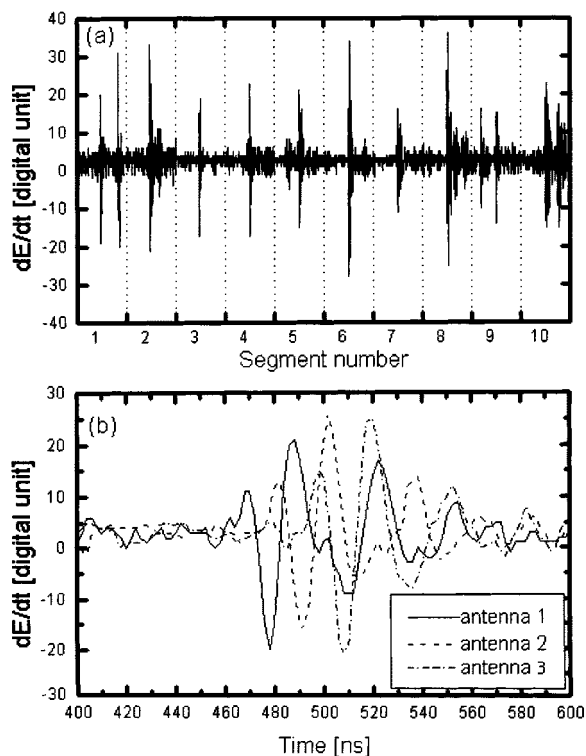 (a)
dE/dt [digital unit]
40
30
20
10
0
-10
-20
-30
-40
1 2 3 4 5 6 7 8 9 10
Segment number
(b)
dE/dt [digital unit]
30
20
10
0
-10
-20
-30
antenna 1
antenna 2
antenna 3
400 420 440 460 480 500 520 540 560 580 600
Time [ns]